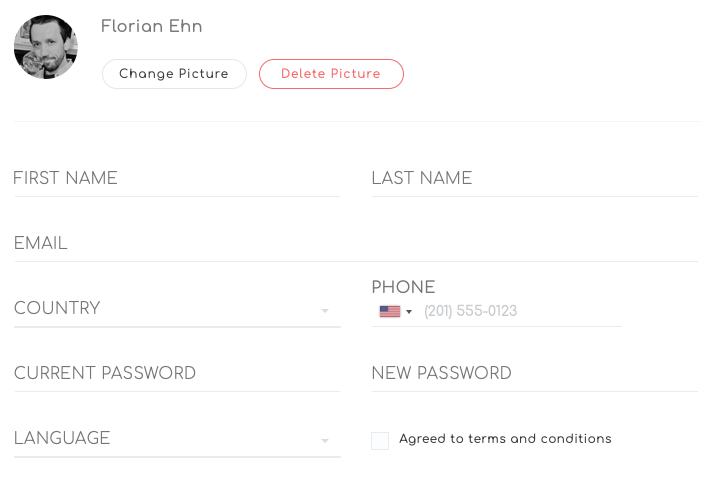 Florian Ehn
Change Picture Delete Picture
FIRST NAME LAST NAME
EMAIL
PHONE
COUNTRY (201) 555-0123
CURRENT PASSWORD NEW PASSWORD
LANGUAGE Agreed to terms and conditions